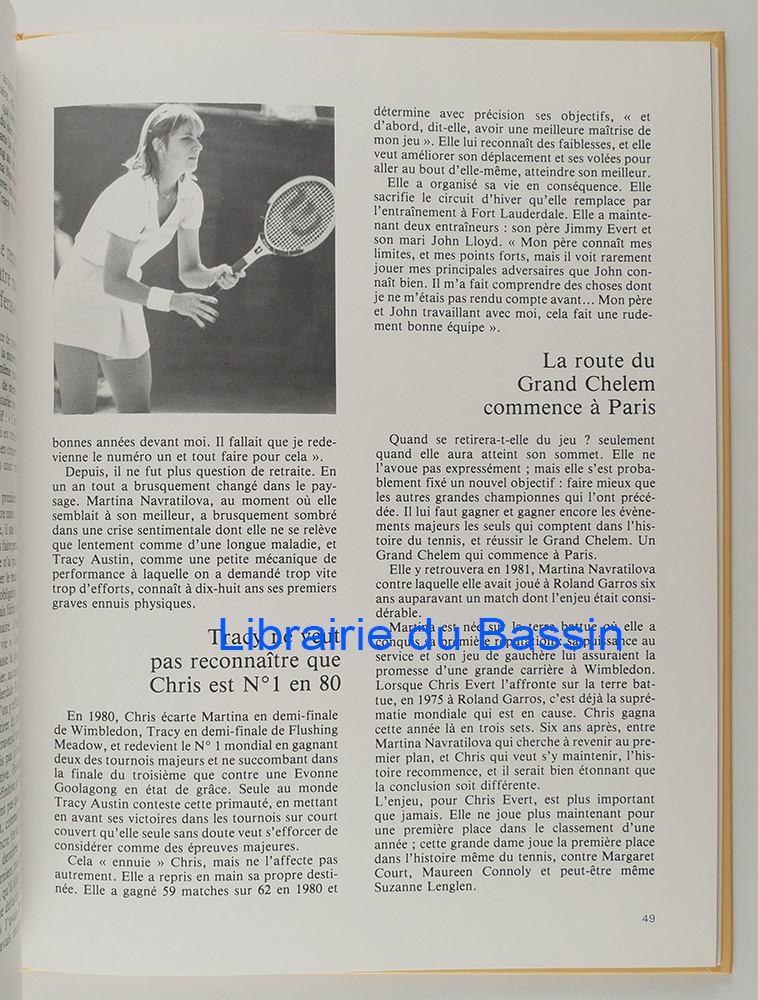 bonnes années devant moi. Il fallait que je rede-
vienne le numéro un et tout faire pour cela ».
Depuis, il ne fut plus question de retraite. En
un an tout a brusquement changé dans le pay-
sage. Martina Navratilova, au moment où elle
semblait à son meilleur, a brusquement sombré
dans une crise sentimentale dont elle ne se relève
que lentement comme d'une longue maladie, et
Tracy Austin, comme une petite mécanique de
performance à laquelle on a demandé trop vite
trop d'efforts, connaît à dix-huit ans ses premiers
graves ennuis physiques.
Tracy ne veut
pas reconnaître que
Chris est N°1 en 80
En 1980, Chris écarte Martina en demi-finale
de Wimbledon, Tracy en demi-finale de Flushing
Meadow, et redevient le N° 1 mondial en gagnant
deux des tournois majeurs et ne succombant dans
la finale du troisième que contre une Evonne
Goolagong en état de grâce. Seule au monde
Tracy Austin conteste cette primauté, en mettant
en avant ses victoires dans les tournois sur court
couvert qu'elle seule sans doute veut s'efforcer de
considérer comme des épreuves majeures.
Cela « ennuie » Chris, mais ne l'affecte pas
autrement. Elle a repris en main sa propre desti-
née. Elle a gagné 59 matches sur 62 en 1980 et
détermine avec précision ses objectifs, « et
d'abord, dit-elle, avoir une meilleure maîtrise de
mon jeu ». Elle lui reconnaît des faiblesses, et elle
veut améliorer son déplacement et ses volées pour
aller au bout d'elle-même, atteindre son meilleur.
Elle a organisé sa vie en conséquence. Elle
sacrifie le circuit d'hiver qu'elle remplace par
l'entraînement à Fort Lauderdale. Elle a mainte-
nant deux entraîneurs : son père Jimmy Evert et
son mari John Lloyd. « Mon père connaît mes
limites, et mes points forts, mais il voit rarement
jouer mes principales adversaires que John con-
naît bien. Il m'a fait comprendre des choses dont
je ne m'étais pas rendu compte avant... Mon père
et John travaillant avec moi, cela fait une rude-
ment bonne équipe ».
La route du
Grand Chelem
commence à Paris
Quand se retirera-t-elle du jeu ? seulement
quand elle aura atteint son sommet. Elle ne
l'avoue pas expressément ; mais elle s'est proba-
blement fixé un nouvel objectif : faire mieux que
les autres grandes championnes qui l'ont précé-
dée. Il lui faut gagner et gagner encore les évène-
ments majeurs les seuls qui comptent dans l'his-
toire du tennis, et réussir le Grand Chelem. Un
Grand Chelem qui commence à Paris.
Elle y retrouvera en 1981, Martina Navratilova
contre laquelle elle avait joué à Roland Garros six
ans auparavant un match dont l'enjeu était consi-
dérable.
Martina est née sur la terre battue où elle a
conquis sa première réputation; sa puissance au
service et son jeu de gauchère lui assuraient la
promesse d'une grande carrière à Wimbledon.
Lorsque Chris Evert l'affronte sur la terre bat-
tue, en 1975 à Roland Garros, c'est déjà la supré-
matie mondiale qui est en cause. Chris gagna
cette année là en trois sets. Six ans après, entre
Martina Navratilova qui cherche à revenir au pre-
mier plan, et Chris qui veut s'y maintenir, l'his-
toire recommence, et il serait bien étonnant que
la conclusion soit différente.
L'enjeu, pour Chris Evert, est plus important
que jamais. Elle ne joue plus maintenant pour
une première place dans le classement d'une
année ; cette grande dame joue la première place
dans l'histoire même du tennis, contre Margaret
Court, Maureen Connoly et peut-être même
Suzanne Lenglen.
49
Librairie du Bassin